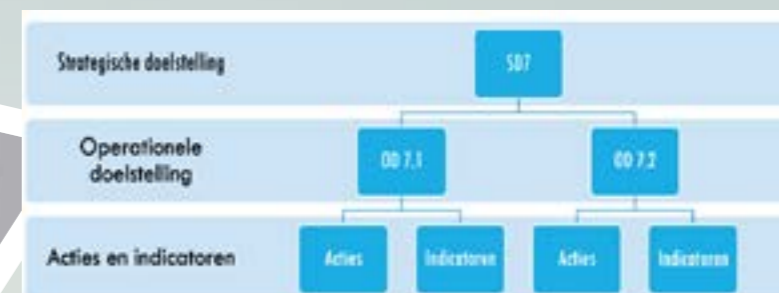 Strategische doelstelling
SD7
Operationele
doelstelling
OD 7.1
OD 7.2
Acties en indicatoren
Acties
Indicatoren
Acties
Indicatoren